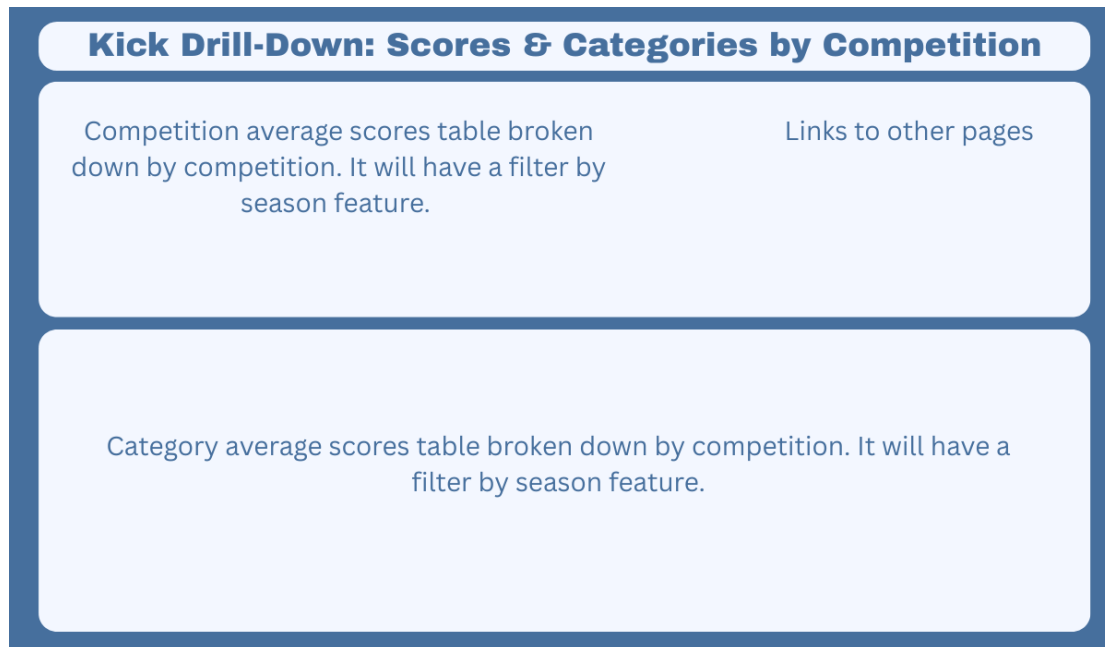 Kick Drill-Down: Scores & Categories by Competition
Competition average scores table broken
down by competition. It will have a filter by
season feature.
Links to other pages
Category average scores table broken down by competition. It will have a
filter by season feature.